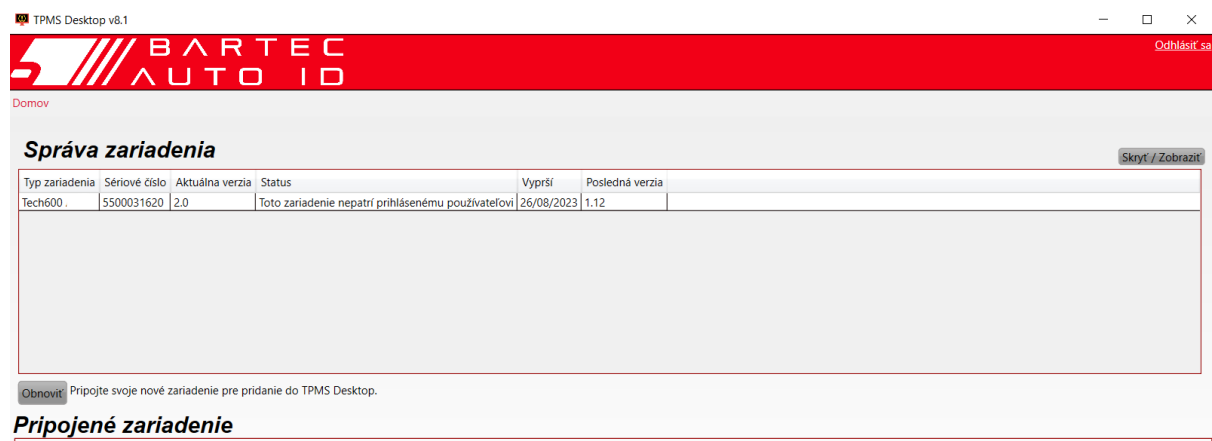 TPMS Desktop v8.1
BARTEC
AUTO ID
Odhlásiť sa
Domov
Správa zariadenia
Skryť / Zobraziť
Typ zariadenia Sériové číslo Aktuálna verzia Status Vyprší Posledná verzia
Tech600 . 5500031620 2.0 Toto zariadenie nepatrí prihlásenému používateľovi 26/08/2023 1.12
Obnoviť Pripojte svoje nové zariadenie pre pridanie do TPMS Desktop.
Pripojené zariadenie